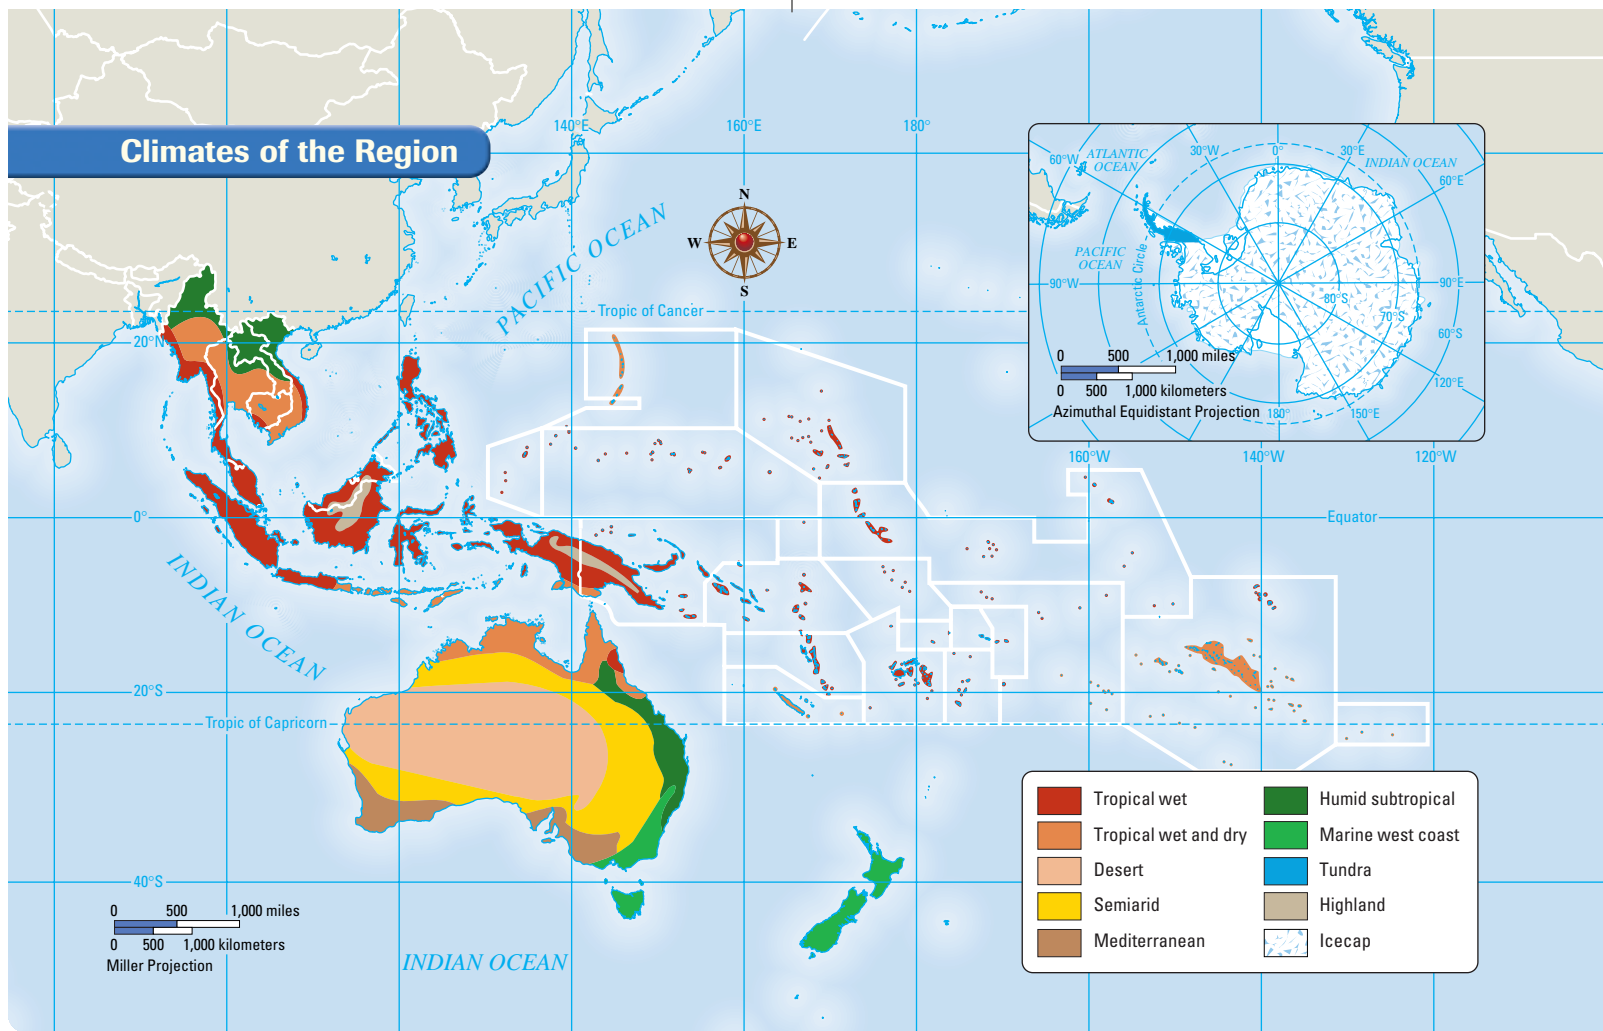 Climates of the Region
140°E
160°E
180°
N
W
E
S
PACIFIC OCEAN
Tropic of Cancer
20°N
0°
Equator
INDIAN OCEAN
20°S
Tropic of Capricorn
40°S
INDIAN OCEAN
160°W
140°W
120°W
0 500 1,000 miles
0 500 1,000 kilometers
Miller Projection
60°W
ATLANTIC
OCEAN
30°W
0°
30°E
INDIAN OCEAN
60°E
PACIFIC
OCEAN
Antarctic Circle
90°W
90°E
80°S
70°S
60°S
120°E
150°E
180°
0 500 1,000 miles
0 500 1,000 kilometers
Azimuthal Equidistant Projection
Tropical wet
Tropical wet and dry
Desert
Semiarid
Mediterranean
Humid subtropical
Marine west coast
Tundra
Highland
Icecap